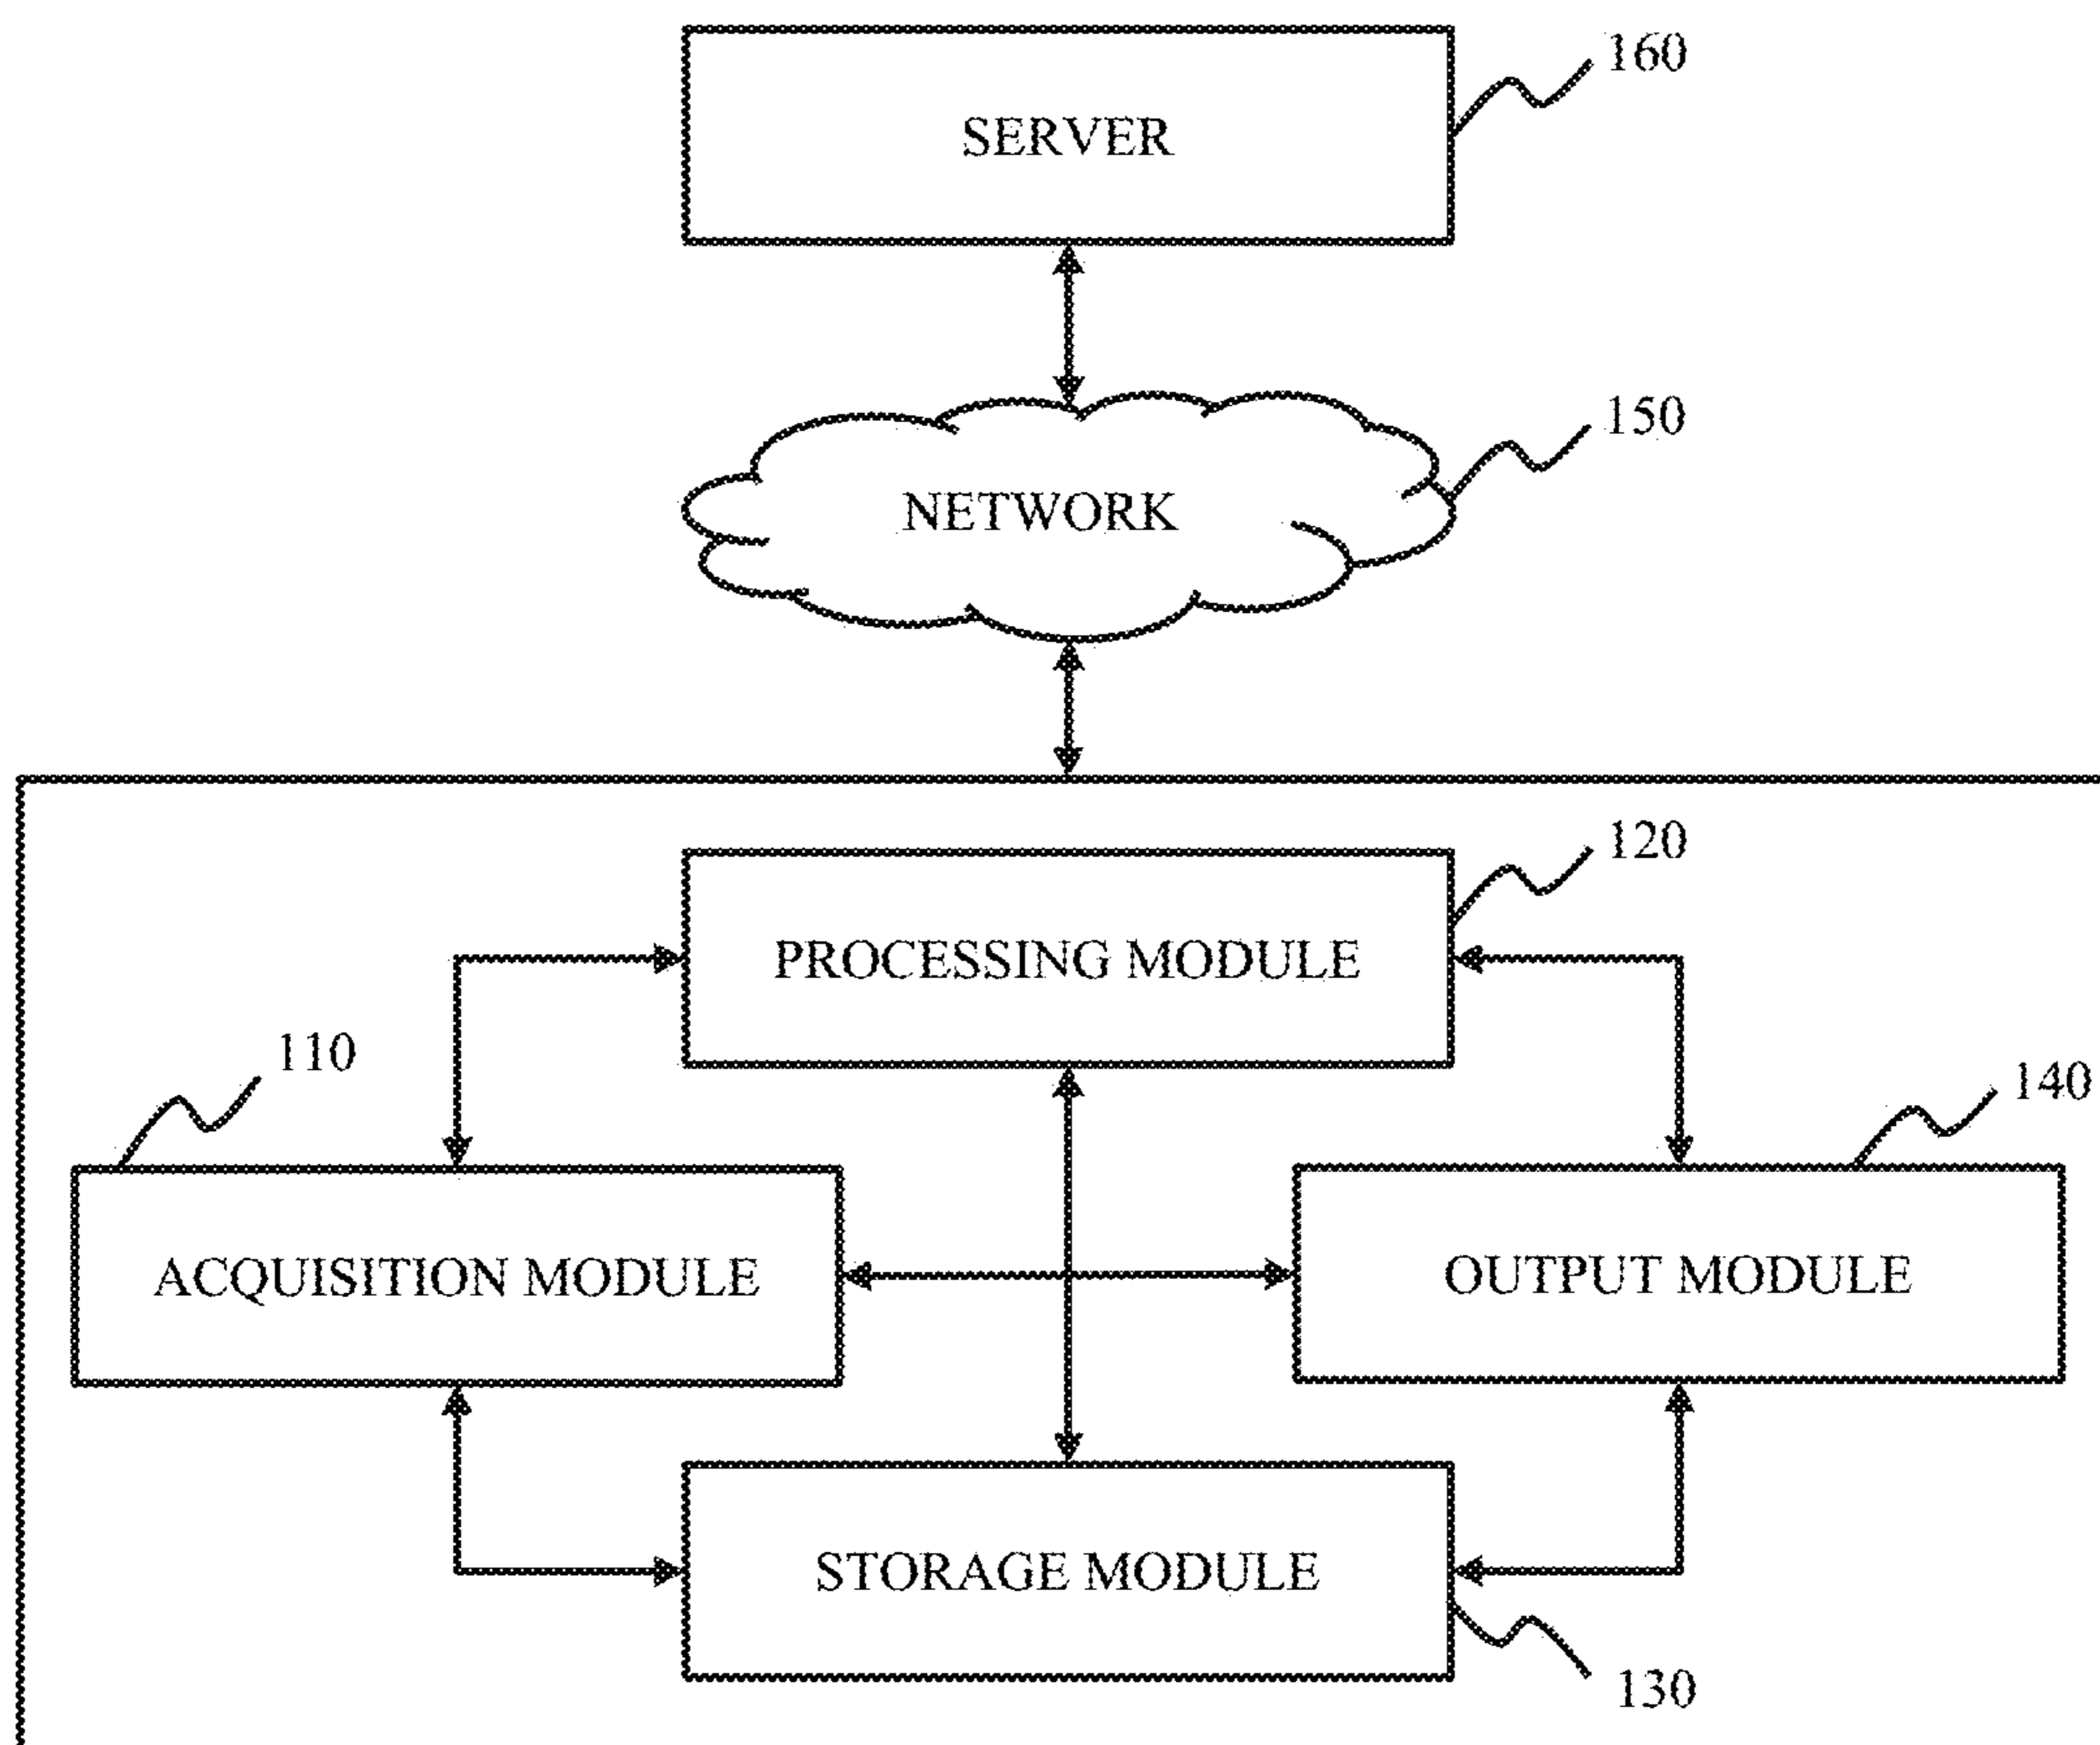 160
SERVER
150
NETWORK
120
PROCESSING MODULE
110
140
ACQUISITION MODULE
OUTPUT MODULE
STORAGE MODULE
130